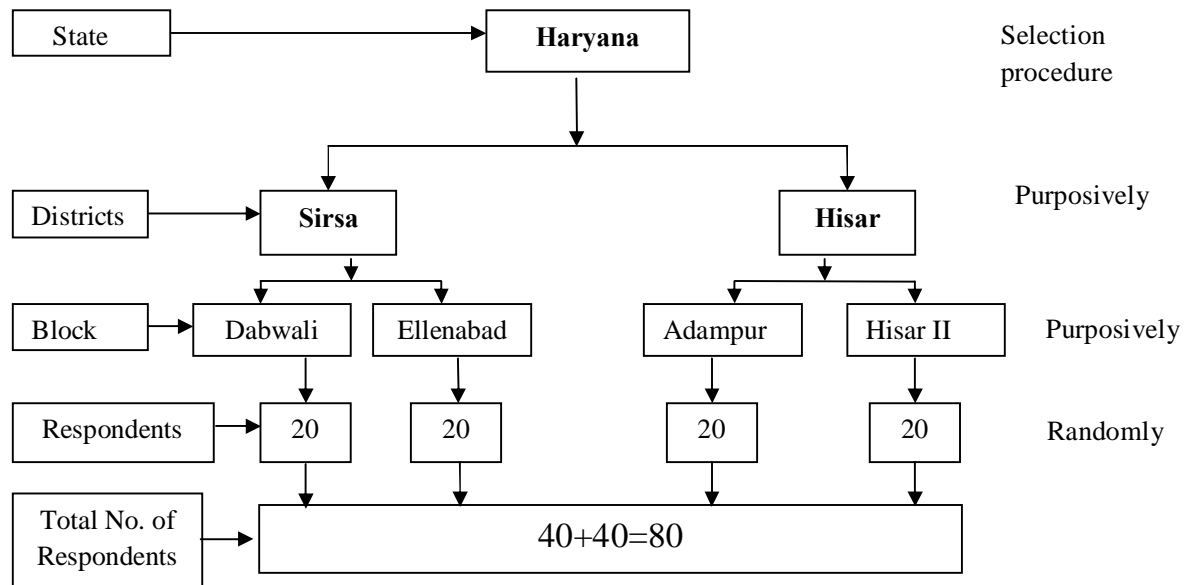 State
Haryana
Selection
procedure
Districts
Sirsa
Hisar
Purposively
Block
Dabwali
Ellenabad
Adampur
Hisar II
Purposively
Respondents
20
20
20
20
Randomly
Total No. of
Respondents
40+40=80